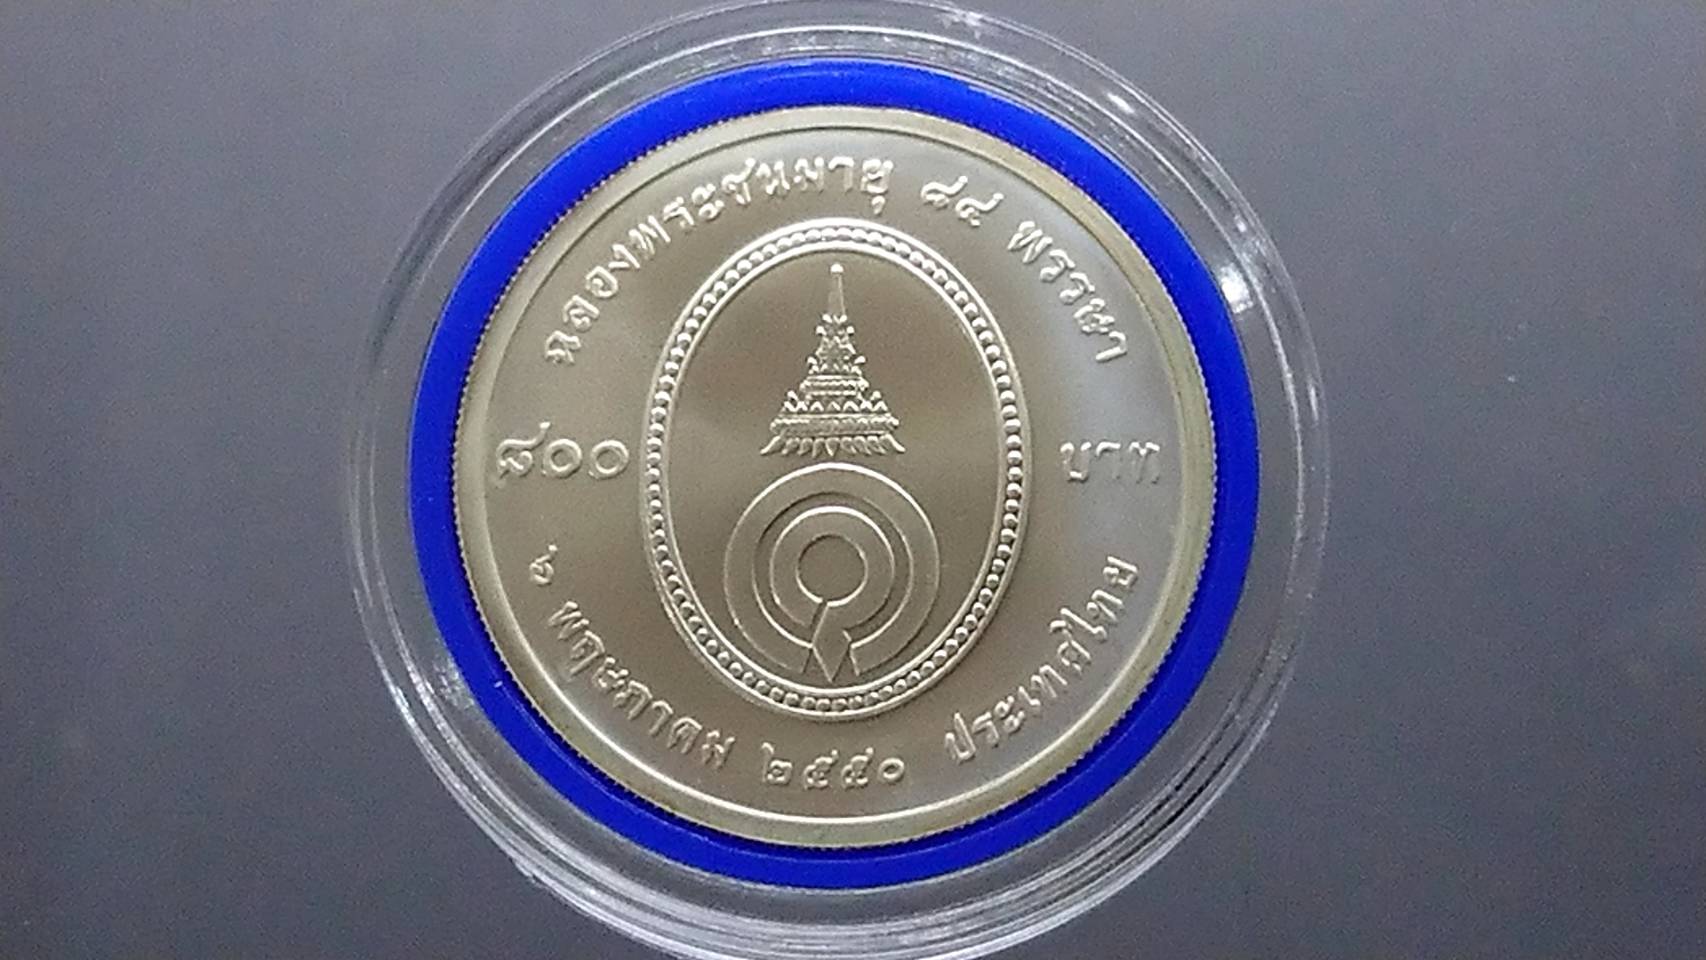 ฉลองพระชนมายุ ๘๔ พรรษา
๘๐๐ บาท
๖ พฤษภาคม ๒๕๕๐ ประเทศไทย